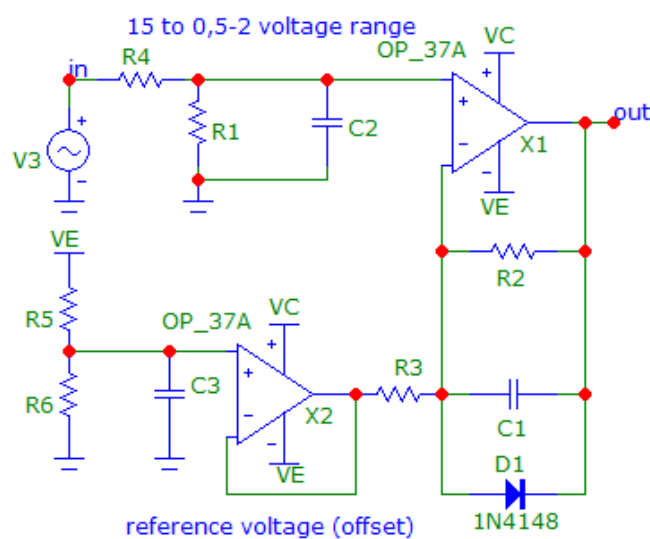 15 to 0,5-2 voltage range
in
R4
OP_37A
VC
+
V3
+
−
R1
C2
+
−
X1
out
+
−
VE
VE
R2
R5
OP_37A
VC
+
R6
C3
+
−
X2
−
VE
R3
C1
D1
1N4148
reference voltage (offset)